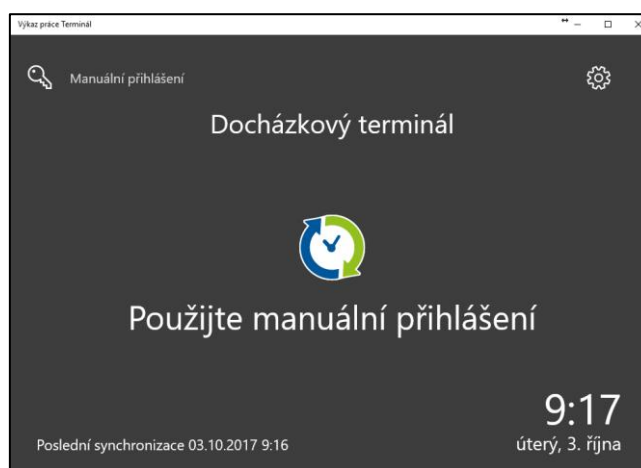 Výkaz práce Terminál
Manuální přihlášení
Docházkový terminál
Použijte manuální přihlášení
9:17
Poslední synchronizace 03.10.2017 9:16
úterý, 3. října